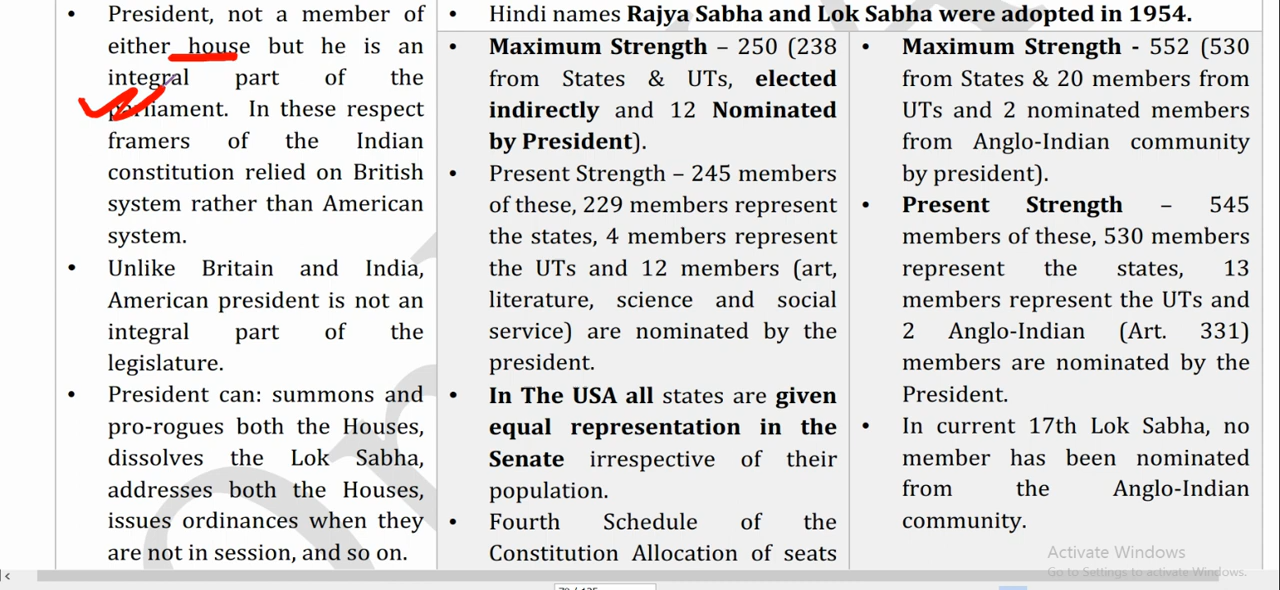 • President, not a member of
either house but he is an
integral part of the
parliament. In these respect
framers of the Indian
constitution relied on British
system rather than American
system.
• Unlike Britain and India,
American president is not an
integral part of the
legislature.
• President can: summons and
pro-rogues both the Houses,
dissolves the Lok Sabha,
addresses both the Houses,
issues ordinances when they
are not in session, and so on.
• Hindi names Rajya Sabha and Lok Sabha were adopted in 1954.
• Maximum Strength – 250 (238
from States & UTs, elected
indirectly and 12 Nominated
by President).
• Present Strength – 245 members
of these, 229 members represent
the states, 4 members represent
the UTs and 12 members (art,
literature, science and social
service) are nominated by the
president.
• In The USA all states are given
equal representation in the
Senate irrespective of their
population.
• Fourth Schedule of the
Constitution Allocation of seats
• Maximum Strength - 552 (530
from States & 20 members from
UTs and 2 nominated members
from Anglo-Indian community
by president).
• Present Strength – 545
members of these, 530 members
represent the states, 13
members represent the UTs and
2 Anglo-Indian (Art. 331)
members are nominated by the
President.
• In current 17th Lok Sabha, no
member has been nominated
from the Anglo-Indian
community.
Activate Windows
Go to Settings to activate Windows.